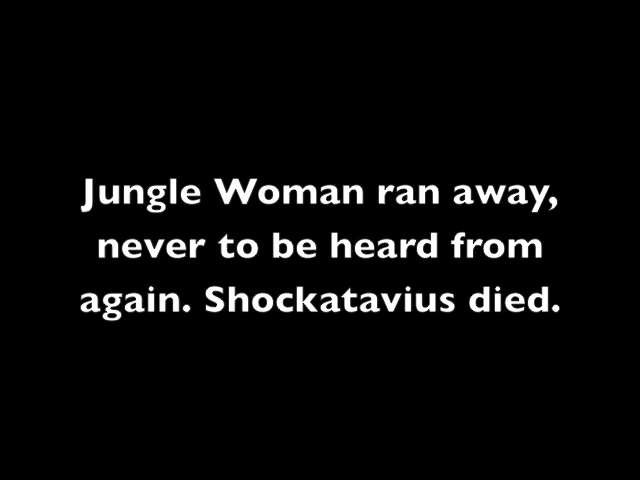 Jungle Woman ran away,
never to be heard from
again. Shockatavius died.